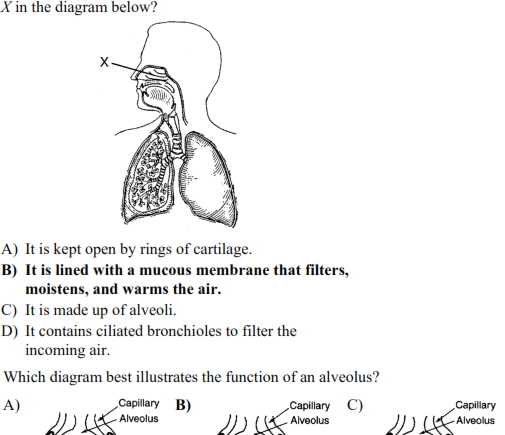 X in the diagram below?
X
A) It is kept open by rings of cartilage.
B) It is lined with a mucous membrane that filters,
moistens, and warms the air.
C) It is made up of alveoli.
D) It contains ciliated bronchioles to filter the
incoming air.
Which diagram best illustrates the function of an alveolus?
A) Capillary B) Capillary C) Capillary
Alveolus Alveolus Alveolus